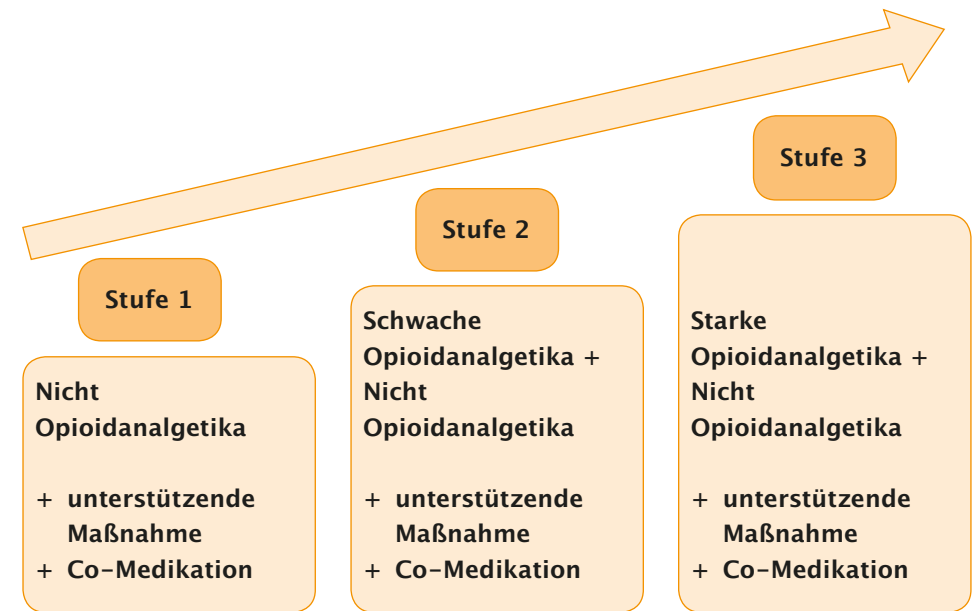 Stufe 1
Nicht
Opioidanalgetika
+ unterstützende
Maßnahme
+ Co-Medikation
Stufe 2
Schwache
Opioidanalgetika +
Nicht
Opioidanalgetika
+ unterstützende
Maßnahme
+ Co-Medikation
Stufe 3
Starke
Opioidanalgetika +
Nicht
Opioidanalgetika
+ unterstützende
Maßnahme
+ Co-Medikation